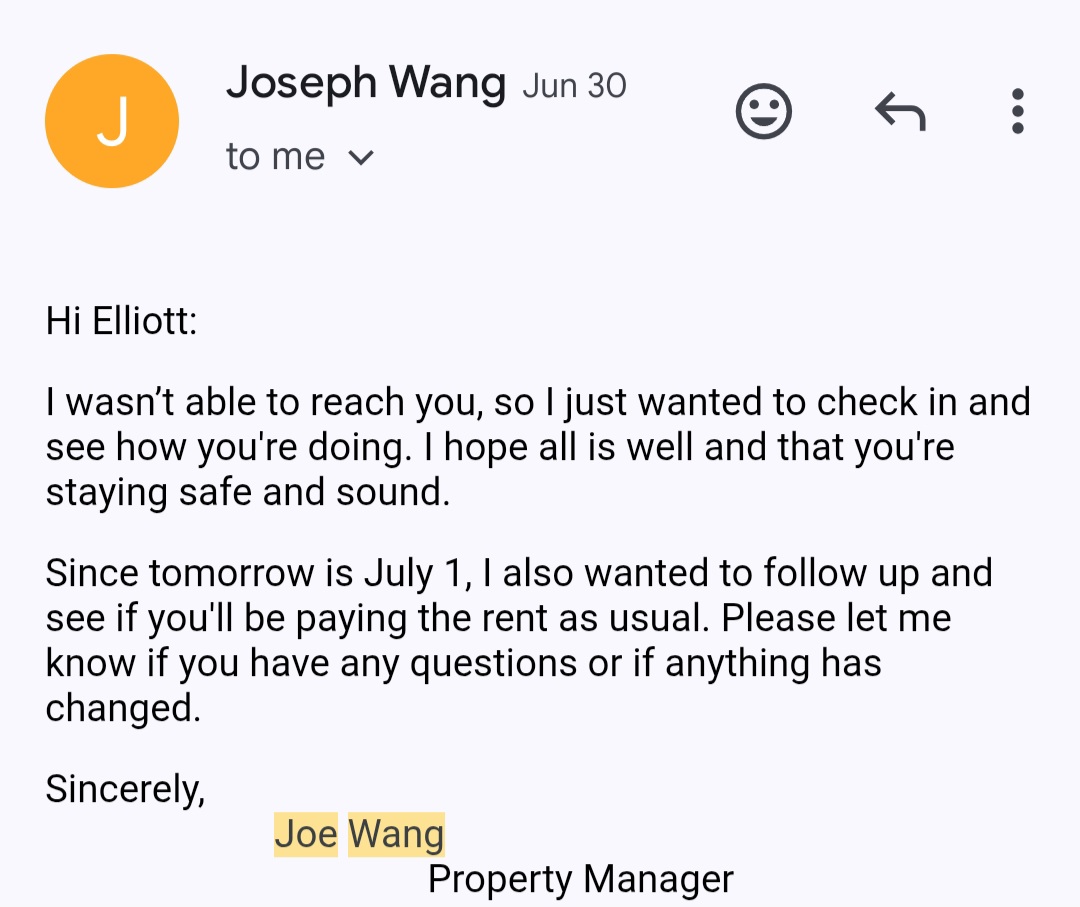 J
Joseph Wang Jun 30
to me
Hi Elliott:
I wasn’t able to reach you, so I just wanted to check in and
see how you're doing. I hope all is well and that you're
staying safe and sound.
Since tomorrow is July 1, I also wanted to follow up and
see if you'll be paying the rent as usual. Please let me
know if you have any questions or if anything has
changed.
Sincerely,
Joe Wang
Property Manager